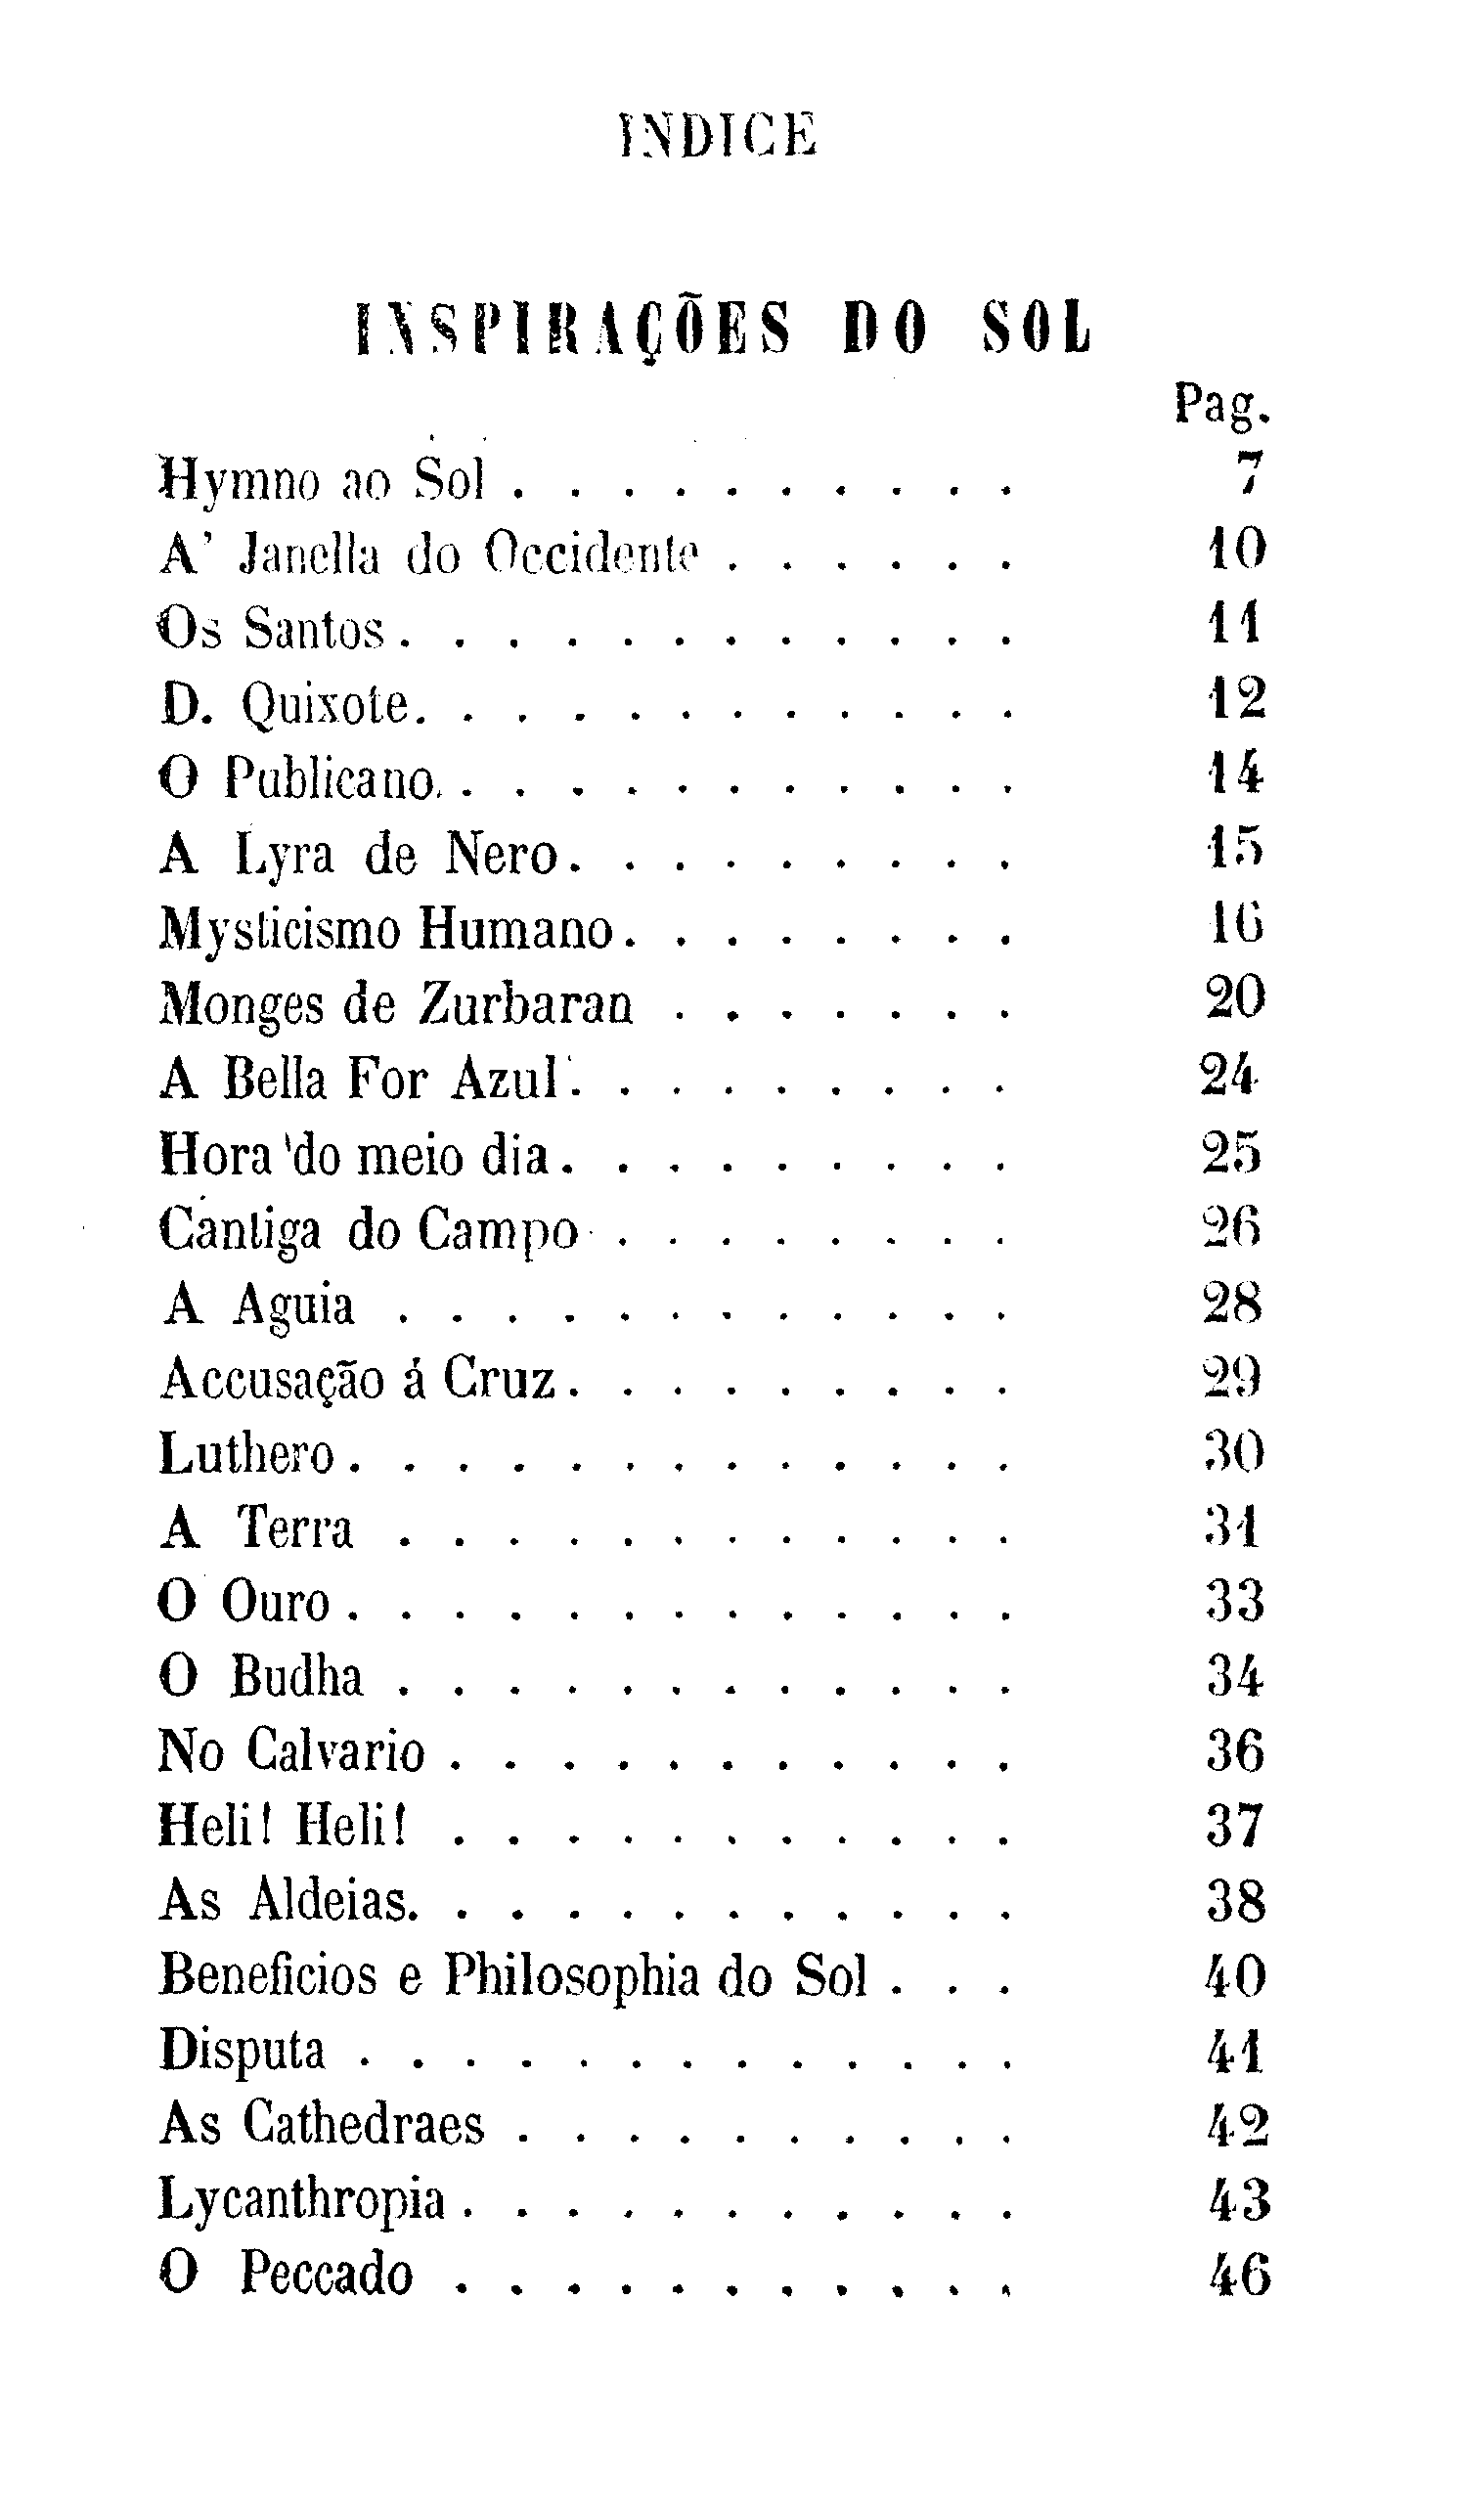 INDICE
INSPIRAÇÕES DO SOL
Pag.
Hymno ao Sol . . . . . . . . . . 7
A' Janella do Occidente . . . . . . 10
Os Santos . . . . . . . . . . . . 11
D. Quixote . . . . . . . . . . . . 12
O Publicano . . . . . . . . . . . . 14
A Lyra de Nero . . . . . . . . . 15
Mysticismo Humano . . . . . . . . 16
Monges de Zurbaran . . . . . . . 20
A Bella For Azul . . . . . . . . . 24
Hora do meio dia . . . . . . . . . 25
Cantiga do Campo . . . . . . . . 26
A Aguia . . . . . . . . . . . . 28
Accusação á Cruz . . . . . . . . . 29
Luthero . . . . . . . . . . . . . 30
A Terra . . . . . . . . . . . . 31
O Ouro . . . . . . . . . . . . . 33
O Budha . . . . . . . . . . . . 34
No Calvario . . . . . . . . . . . 36
Heli! Heli! . . . . . . . . . . . 37
As Aldeias . . . . . . . . . . . . 38
Beneficios e Philosophia do Sol . . . 40
Disputa . . . . . . . . . . . . . 41
As Cathedraes . . . . . . . . . . 42
Lycanthropia . . . . . . . . . . . 43
O Peccado . . . . . . . . . . . 46